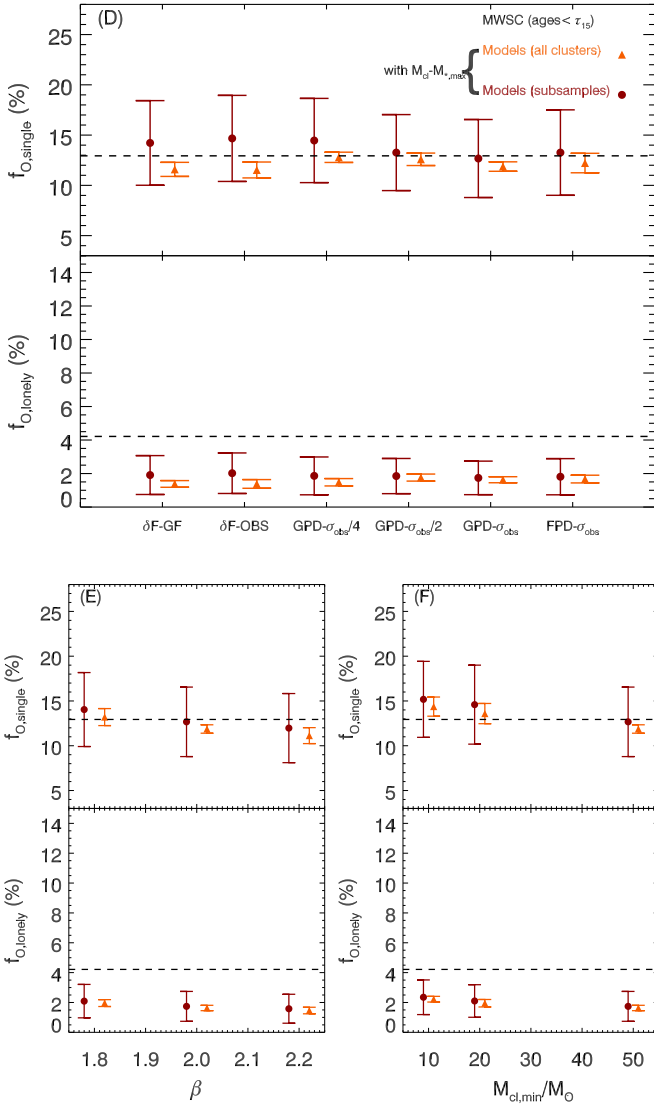 (D)
MWSC (ages< τ15)
with Mcl-M*,max
Models (all clusters)
Models (subsamples)
25
20
15
10
5
fO,single (%)
14
12
10
8
6
4
2
0
fO,lonely (%)
δF-GF
δF-OBS
GPD-σobs/4
GPD-σobs/2
GPD-σobs
FPD-σobs
(E)
25
20
15
10
5
fO,single (%)
14
12
10
8
6
4
2
0
fO,lonely (%)
1.8
1.9
2.0
2.1
2.2
β
(F)
25
20
15
10
5
fO,single (%)
14
12
10
8
6
4
2
0
fO,lonely (%)
10
20
30
40
50
Mcl,min/M⊙